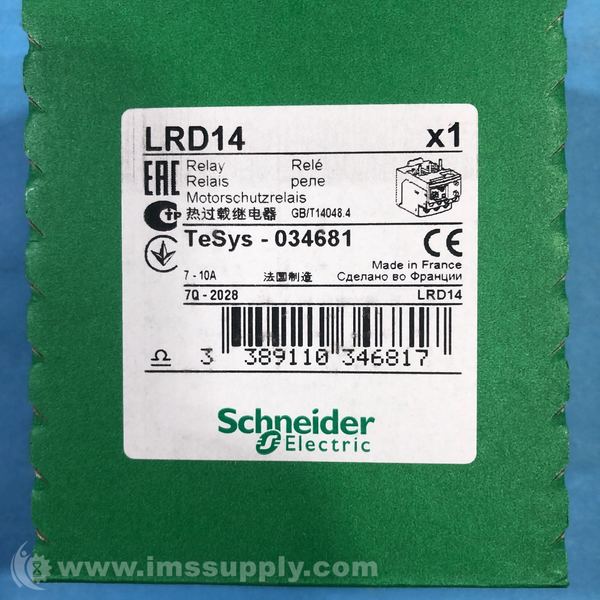 LRD14 x1
EAC Relay Relé
Relais реле
Motorschutzrelais
热过载继电器 GB/T14048.4
TeSys - 034681 CE
Made in France
7 - 10A 法国制造 Сделано во Франции
7Q - 2028 LRD14
3 389110 346817
Schneider
Electric
www.imssupply.com